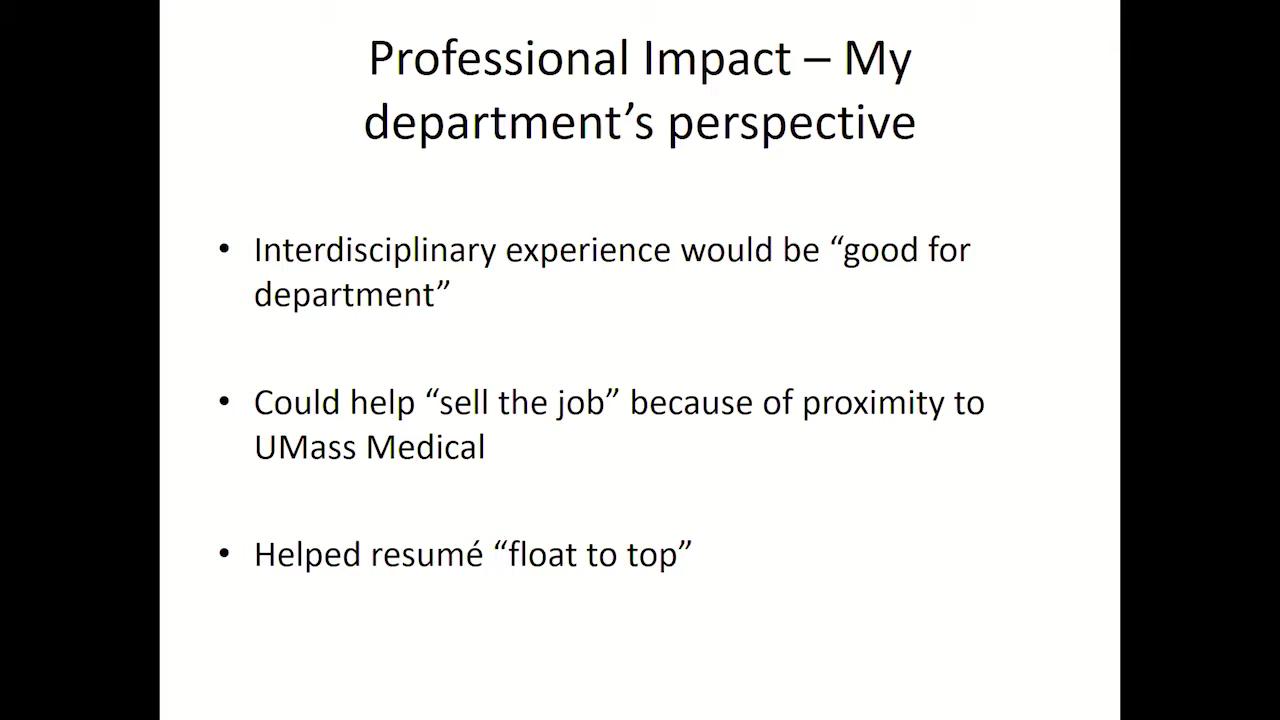 Professional Impact – My
department’s perspective
• Interdisciplinary experience would be “good for
department”
• Could help “sell the job” because of proximity to
UMass Medical
• Helped resumé “float to top”